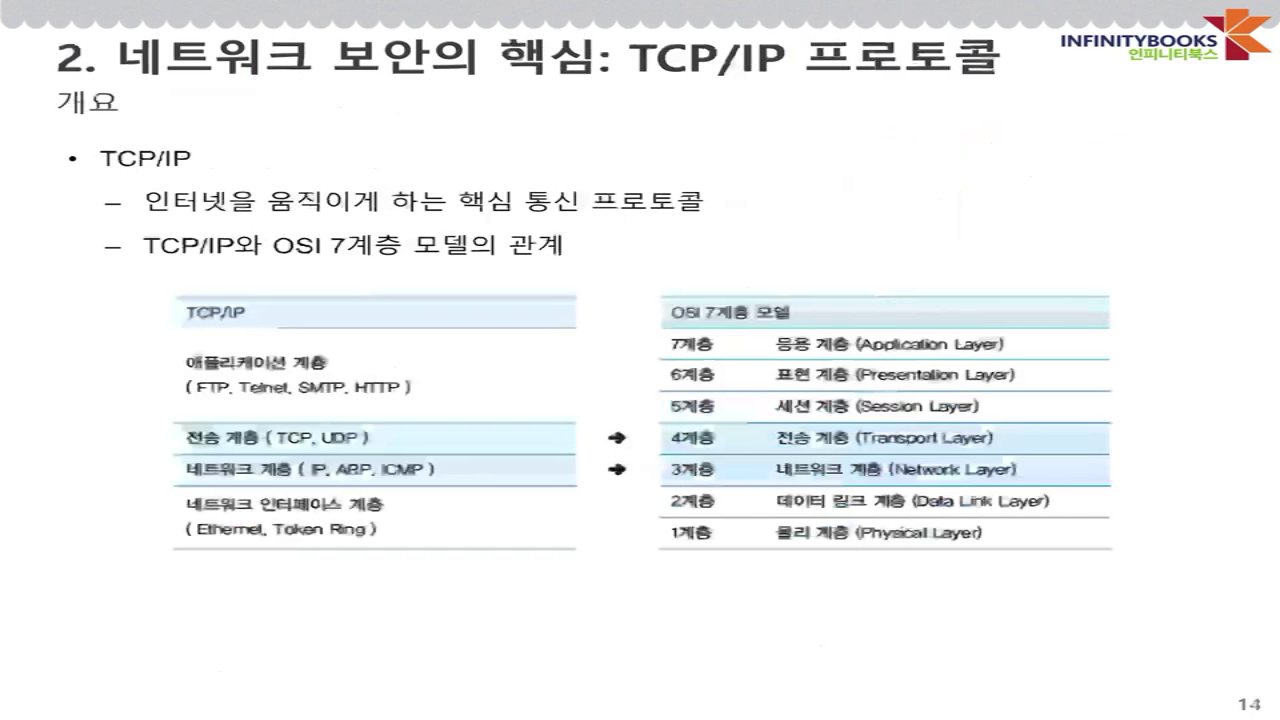 INFINITYBOOKS
인피니티북스
2. 네트워크 보안의 핵심: TCP/IP 프로토콜
개요
• TCP/IP
– 인터넷을 움직이게 하는 핵심 통신 프로토콜
– TCP/IP와 OSI 7계층 모델의 관계
TCP/IP
애플리케이션 계층
( FTP, Telnet, SMTP, HTTP )
전송 계층 ( TCP, UDP )
네트워크 계층 ( IP, ARP, ICMP )
네트워크 인터페이스 계층
( Ethernet, Token Ring )
➔
➔
OSI 7계층 모델
7계층 응용 계층 (Application Layer)
6계층 표현 계층 (Presentation Layer)
5계층 세션 계층 (Session Layer)
4계층 전송 계층 (Transport Layer)
3계층 네트워크 계층 (Network Layer)
2계층 데이터 링크 계층 (Data Link Layer)
1계층 물리 계층 (Physical Layer)
14